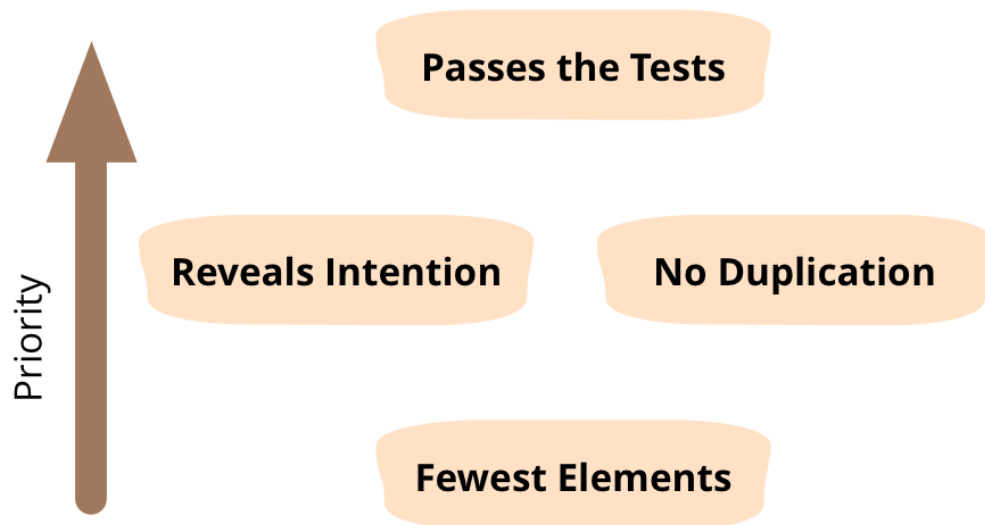 Passes the Tests
Priority
Reveals Intention
No Duplication
Fewest Elements